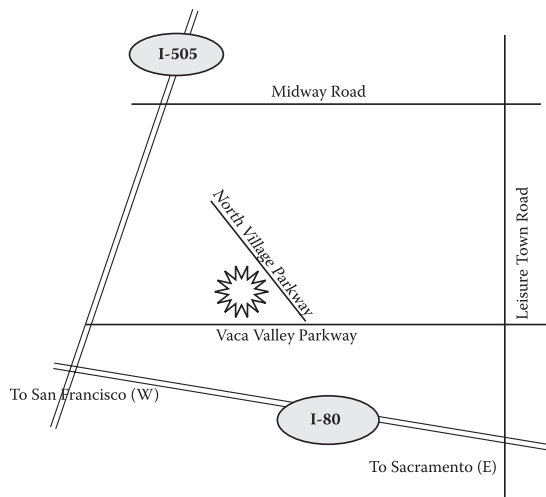 I-505
Midway Road
North Village Parkway
Leisure Town Road
Vaca Valley Parkway
To San Francisco (W)
I-80
To Sacramento (E)